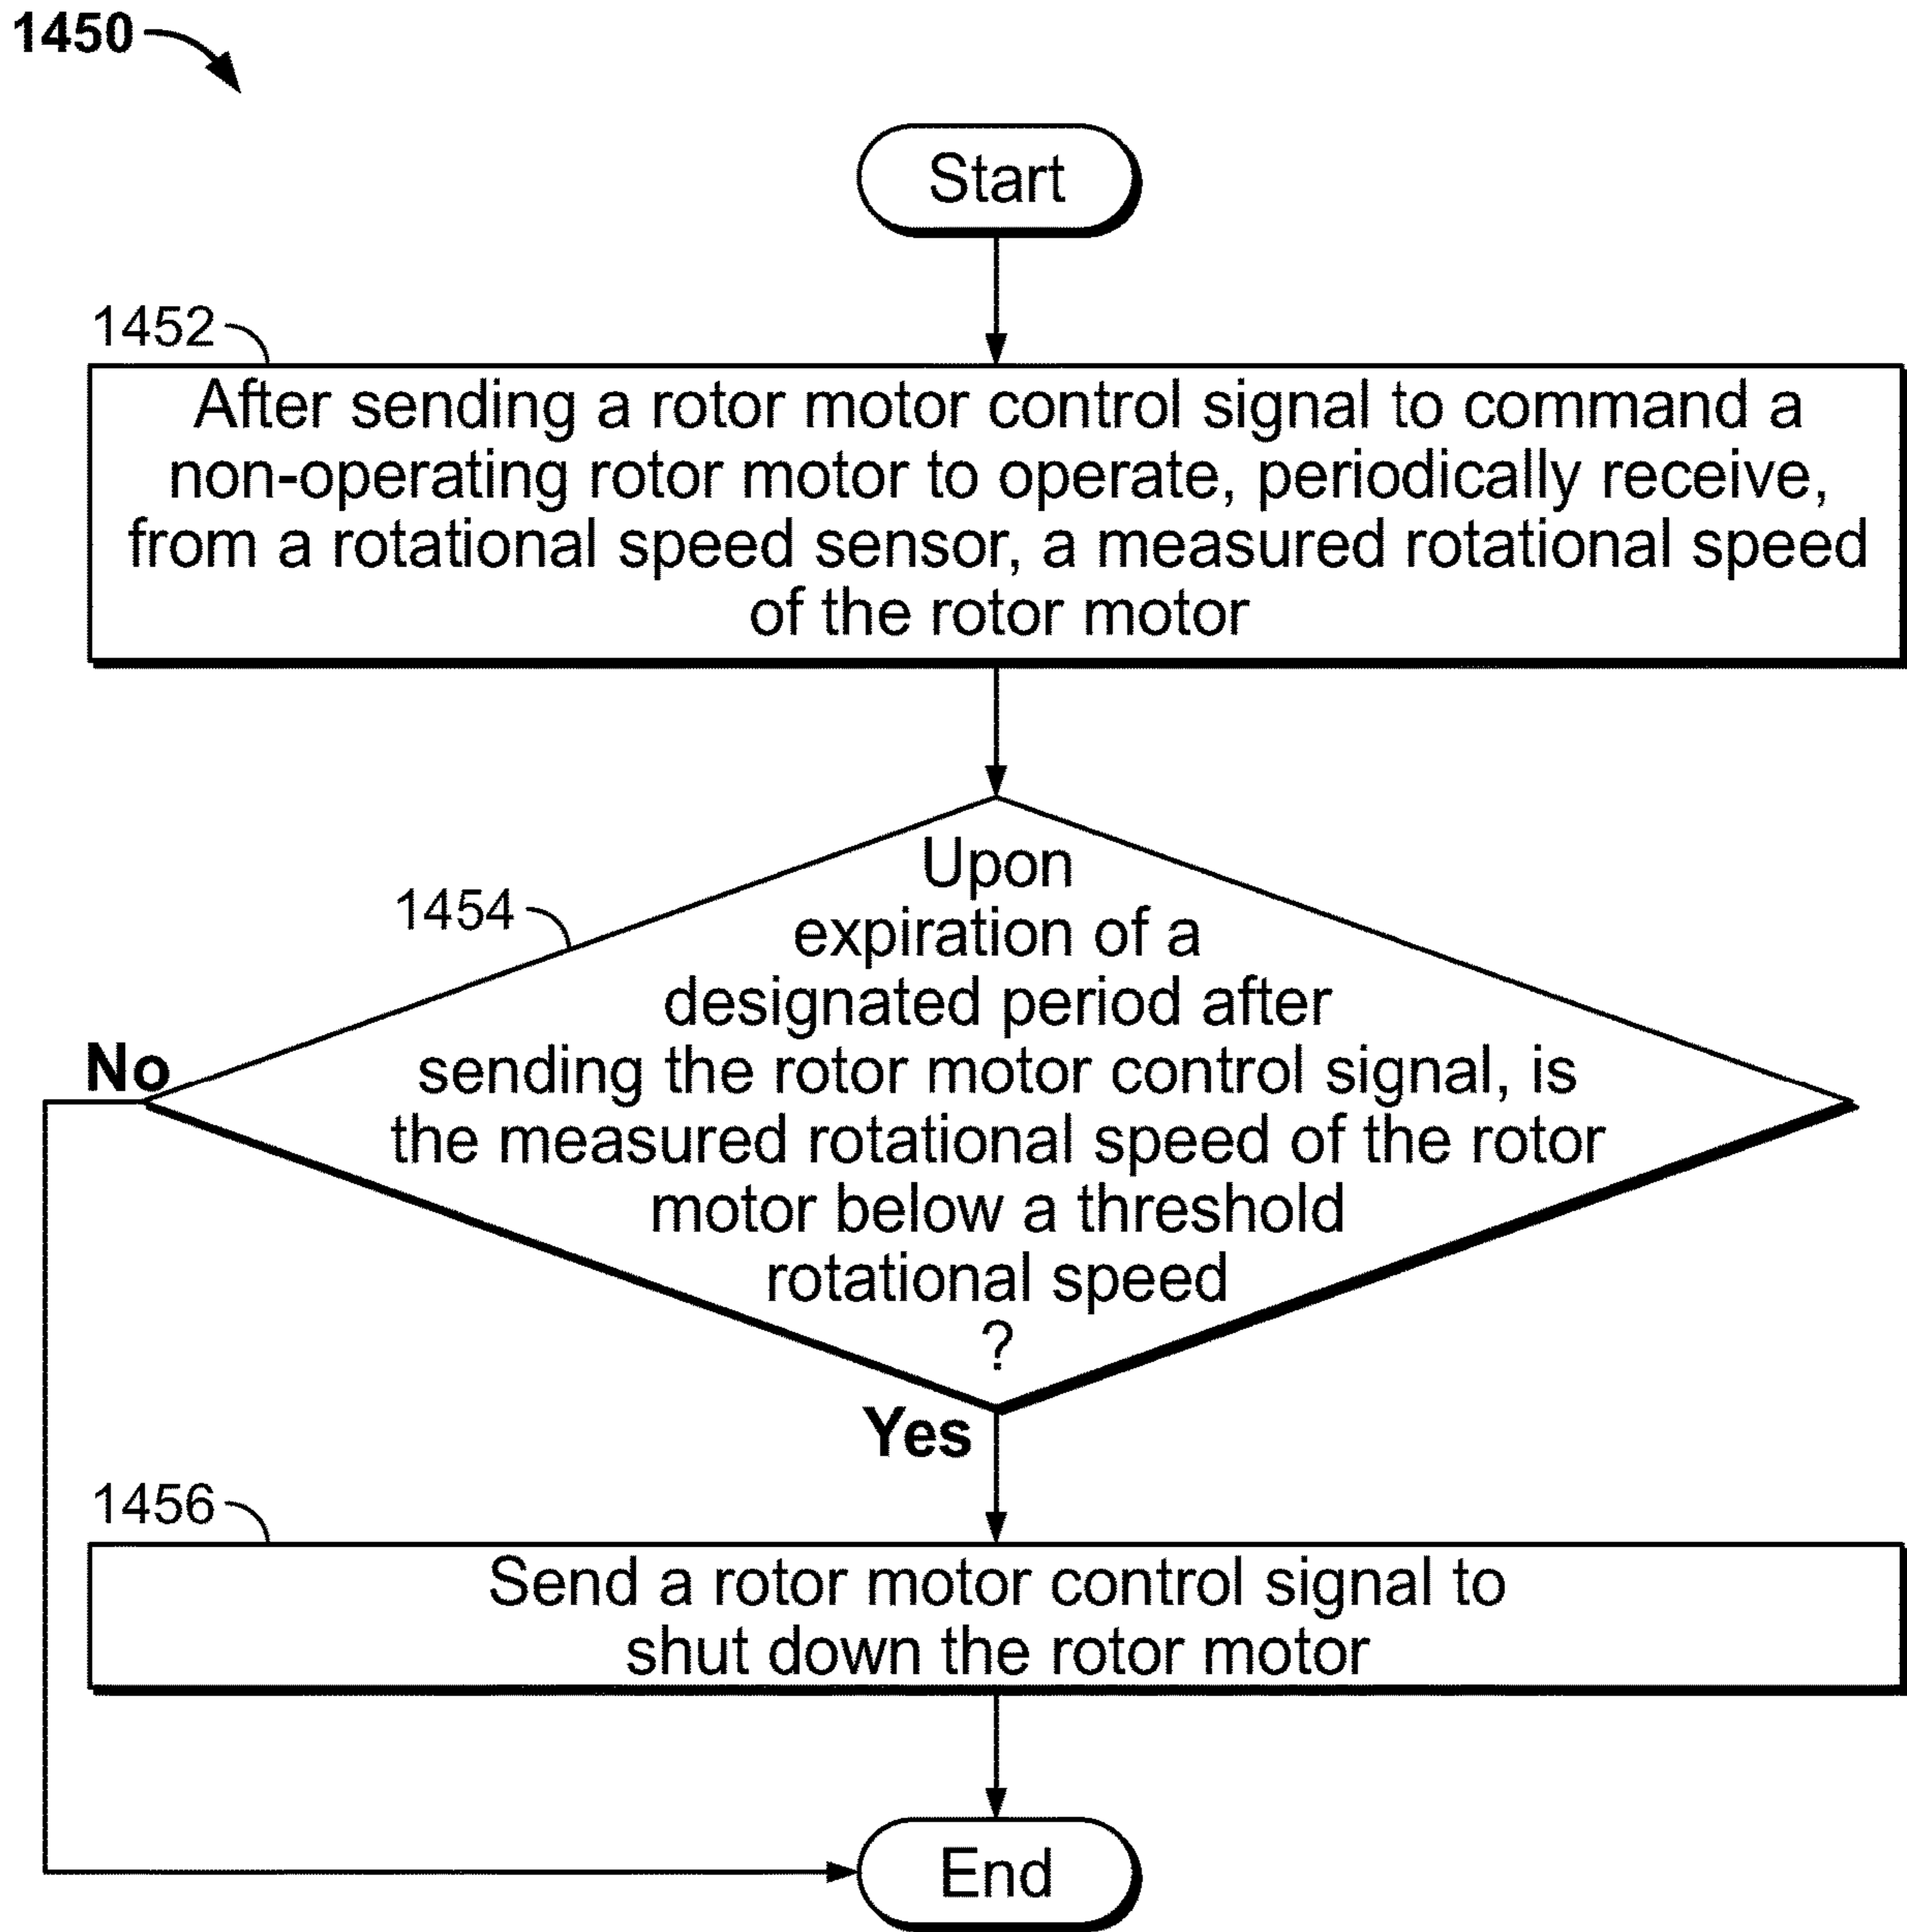 1450
Start
1452
After sending a rotor motor control signal to command a
non-operating rotor motor to operate, periodically receive,
from a rotational speed sensor, a measured rotational speed
of the rotor motor
1454
Upon
expiration of a
designated period after
sending the rotor motor control signal, is
the measured rotational speed of the rotor
motor below a threshold
rotational speed
?
No
Yes
1456
Send a rotor motor control signal to
shut down the rotor motor
End